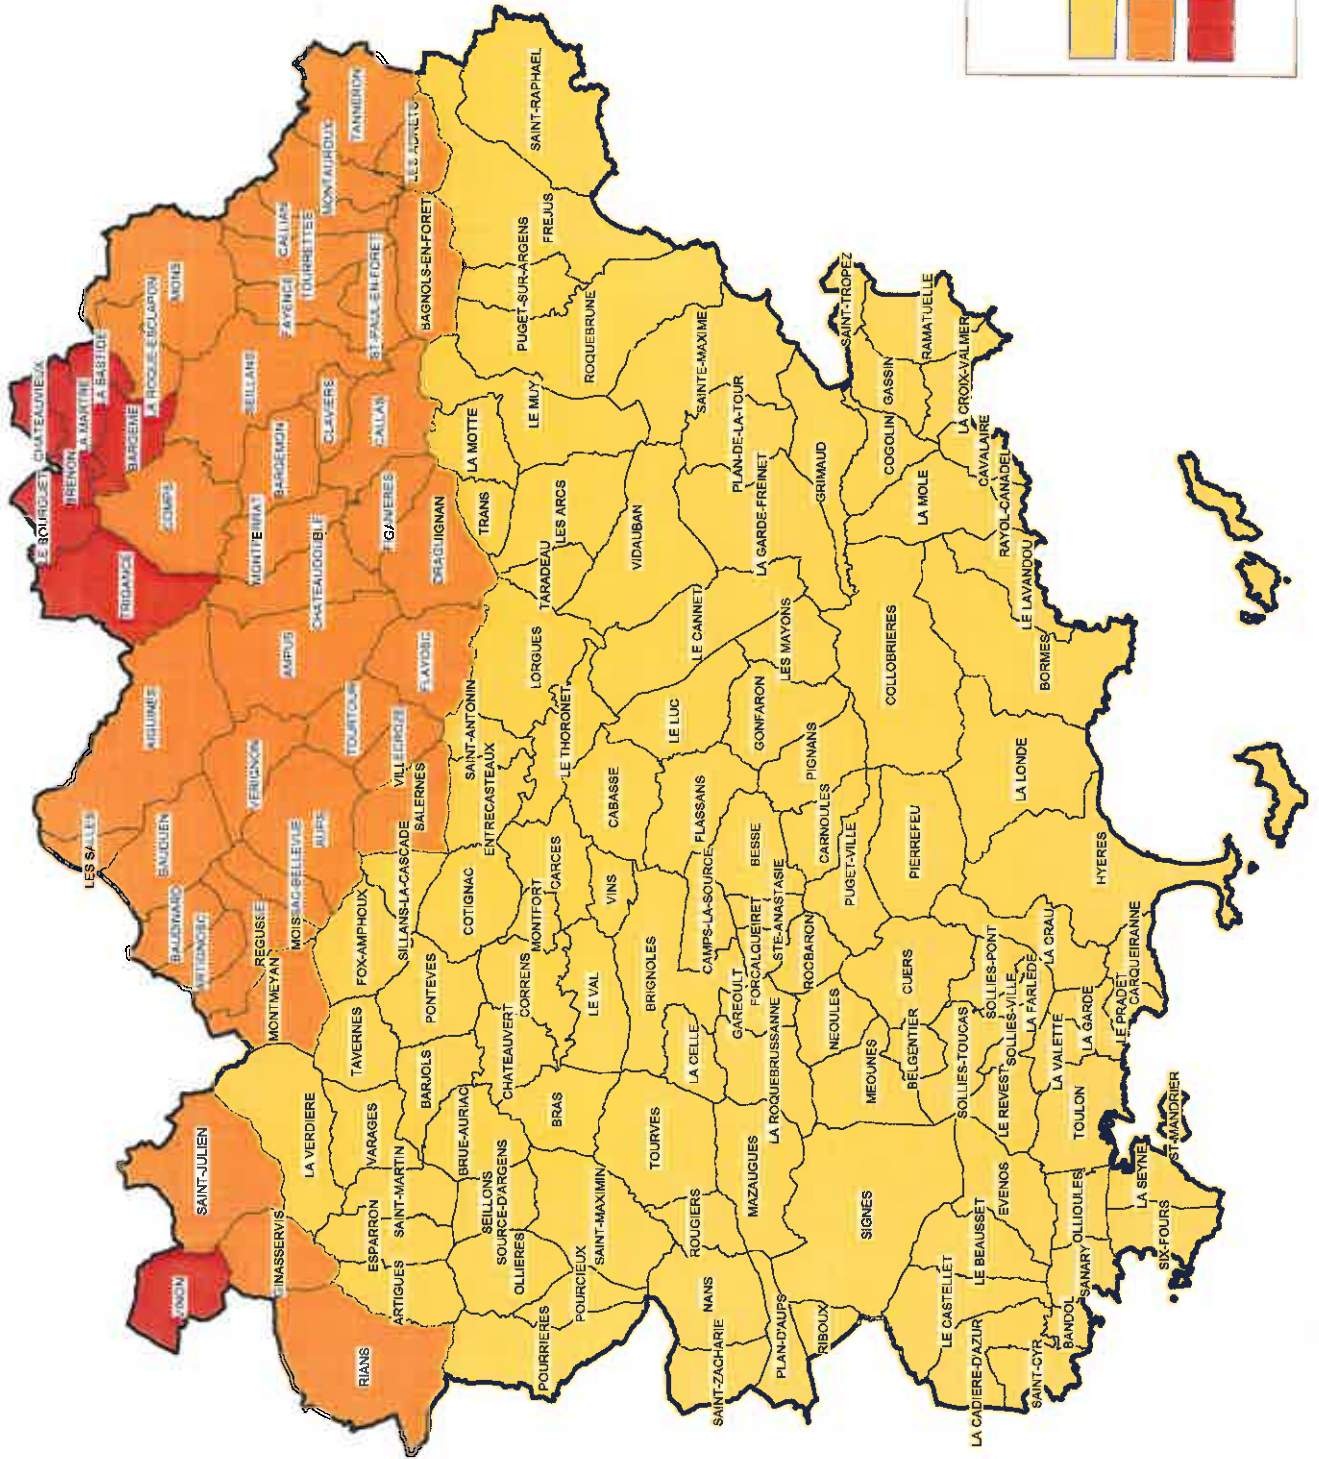 LE BOURGUET
CHATEAUVIEUX
LES SALLES
BRENON
LA MARTRE
LA BASTIDE
TRIGANCE
BARGEME
AIGUINES
BAUDUEN
LA ROQUE-ESCLAPON
COMPS
MONS
VINON
BAUDINARD
SAINT-JULIEN
ARTIGNOSC
VERIGNON
SEILLANS
REGUSSE
MONTMEYAN
MONTFERRAT
GINASSERVIS
BARGEMON
AMPUS
FAYENCE
CALLIAN
MOISSAC-BELLEVUE
TOURRETTES
LA VERDIERE
AUPS
CHATEAUDOUBLE
CLAVIERS
MONTAUROUX
TOURTOUR
RIANS
TAVERNES
FOX-AMPHOUX
TANNERON
ESPARRON
VARAGES
CALLAS
ST-PAUL-EN-FORET
FIGANIERES
ARTIGUES
SAINT-MARTIN
SILLANS-LA-CASCADE
VILLECROZE
LES ADRETS
SALERNES
BARJOLS
PONTEVES
FLAYOSC
BAGNOLS-EN-FORET
DRAGUIGNAN
BRUE-AURIAC
COTIGNAC
SAINT-ANTONIN
LA MOTTE
SEILLONS
SOURCE-D'ARGENS
ENTRECASTEAUX
TRANS
CHATEAUVERT
OLLIERES
CORRENS
PUGET-SUR-ARGENS
POURRIERES
MONTFORT
LORGUES
TARADEAU
LE MUY
SAINT-RAPHAEL
BRAS
CARCES
LE THORONET
LES ARCS
FREJUS
POURCIEUX
LE VAL
ROQUEBRUNE
SAINT-MAXIMIN
VINS
CABASSE
VIDAUBAN
TOURVES
BRIGNOLES
LE LUC
ROUGIERS
LA CELLE
FLASSANS
LE CANNET
SAINTE-MAXIME
NANS
CAMPS-LA-SOURCE
SAINT-ZACHARIE
GAREOULT
PLAN-DE-LA-TOUR
MAZAUGUES
FORCALQUEIRET
BESSE
GONFARON
LA GARDE-FREINET
LA ROQUEBRUSSANNE
STE-ANASTASIE
LES MAYONS
PLAN-D'AUPS
ROCBARON
PIGNANS
RIBOUX
NEOULES
CARNOULES
GRIMAUD
PUGET-VILLE
SAINT-TROPEZ
SIGNES
MEOUNES
COLLOBRIERES
COGOLIN
GASSIN
BELGENTIER
CUERS
PIERREFEU
LA MOLE
RAMATUELLE
LE CASTELLET
SOLLIES-TOUCAS
LA CROIX-VALMER
LA CADIERE-D'AZUR
LE BEAUSSET
SOLLIES-PONT
CAVALAIRE
EVENOS
LE REVEST
SOLLIES-VILLE
RAYOL-CANADEL
SAINT-CYR
LA FARLEDE
LA LONDE
LE LAVANDOU
LA VALETTE
LA CRAU
BORMES
BANDOL
SANARY
OLLIOULES
TOULON
LA GARDE
HYERES
LE PRADET
CARQUEIRANNE
LA SEYNE
SIX-FOURS
ST-MANDRIER